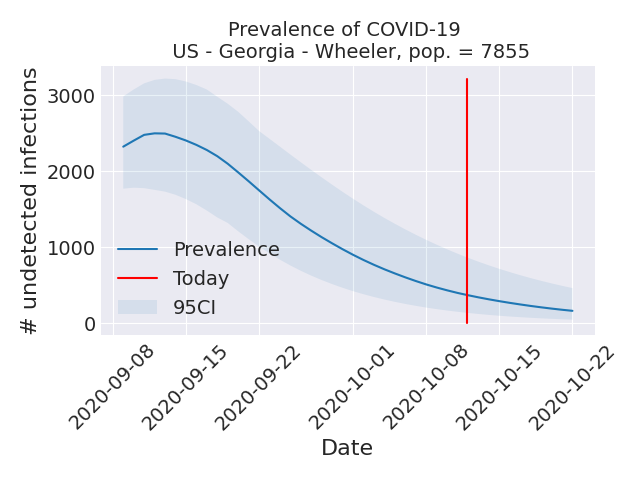 Prevalence of COVID-19
US - Georgia - Wheeler, pop. = 7855
# undetected infections
3000
2000
1000
0
Prevalence
Today
95CI
2020-09-08
2020-09-15
2020-09-22
2020-10-01
2020-10-08
2020-10-15
2020-10-22
Date